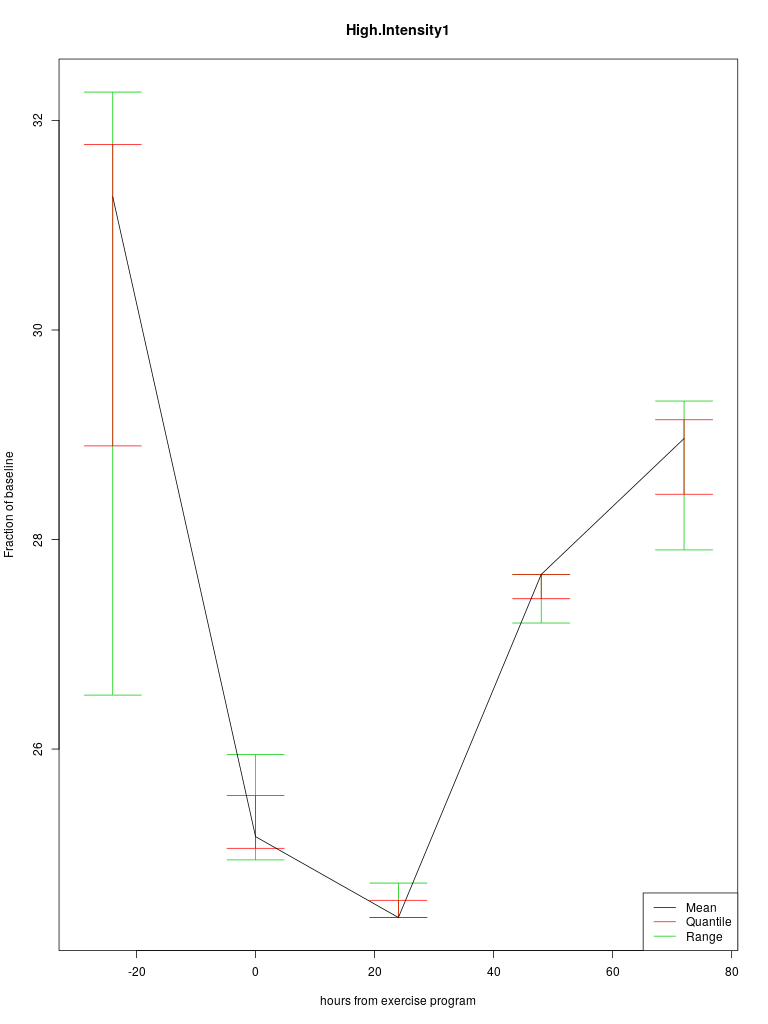 High.Intensity1
Fraction of baseline
32
30
28
26
-20 0 20 40 60 80
hours from exercise program
Mean
Quantile
Range